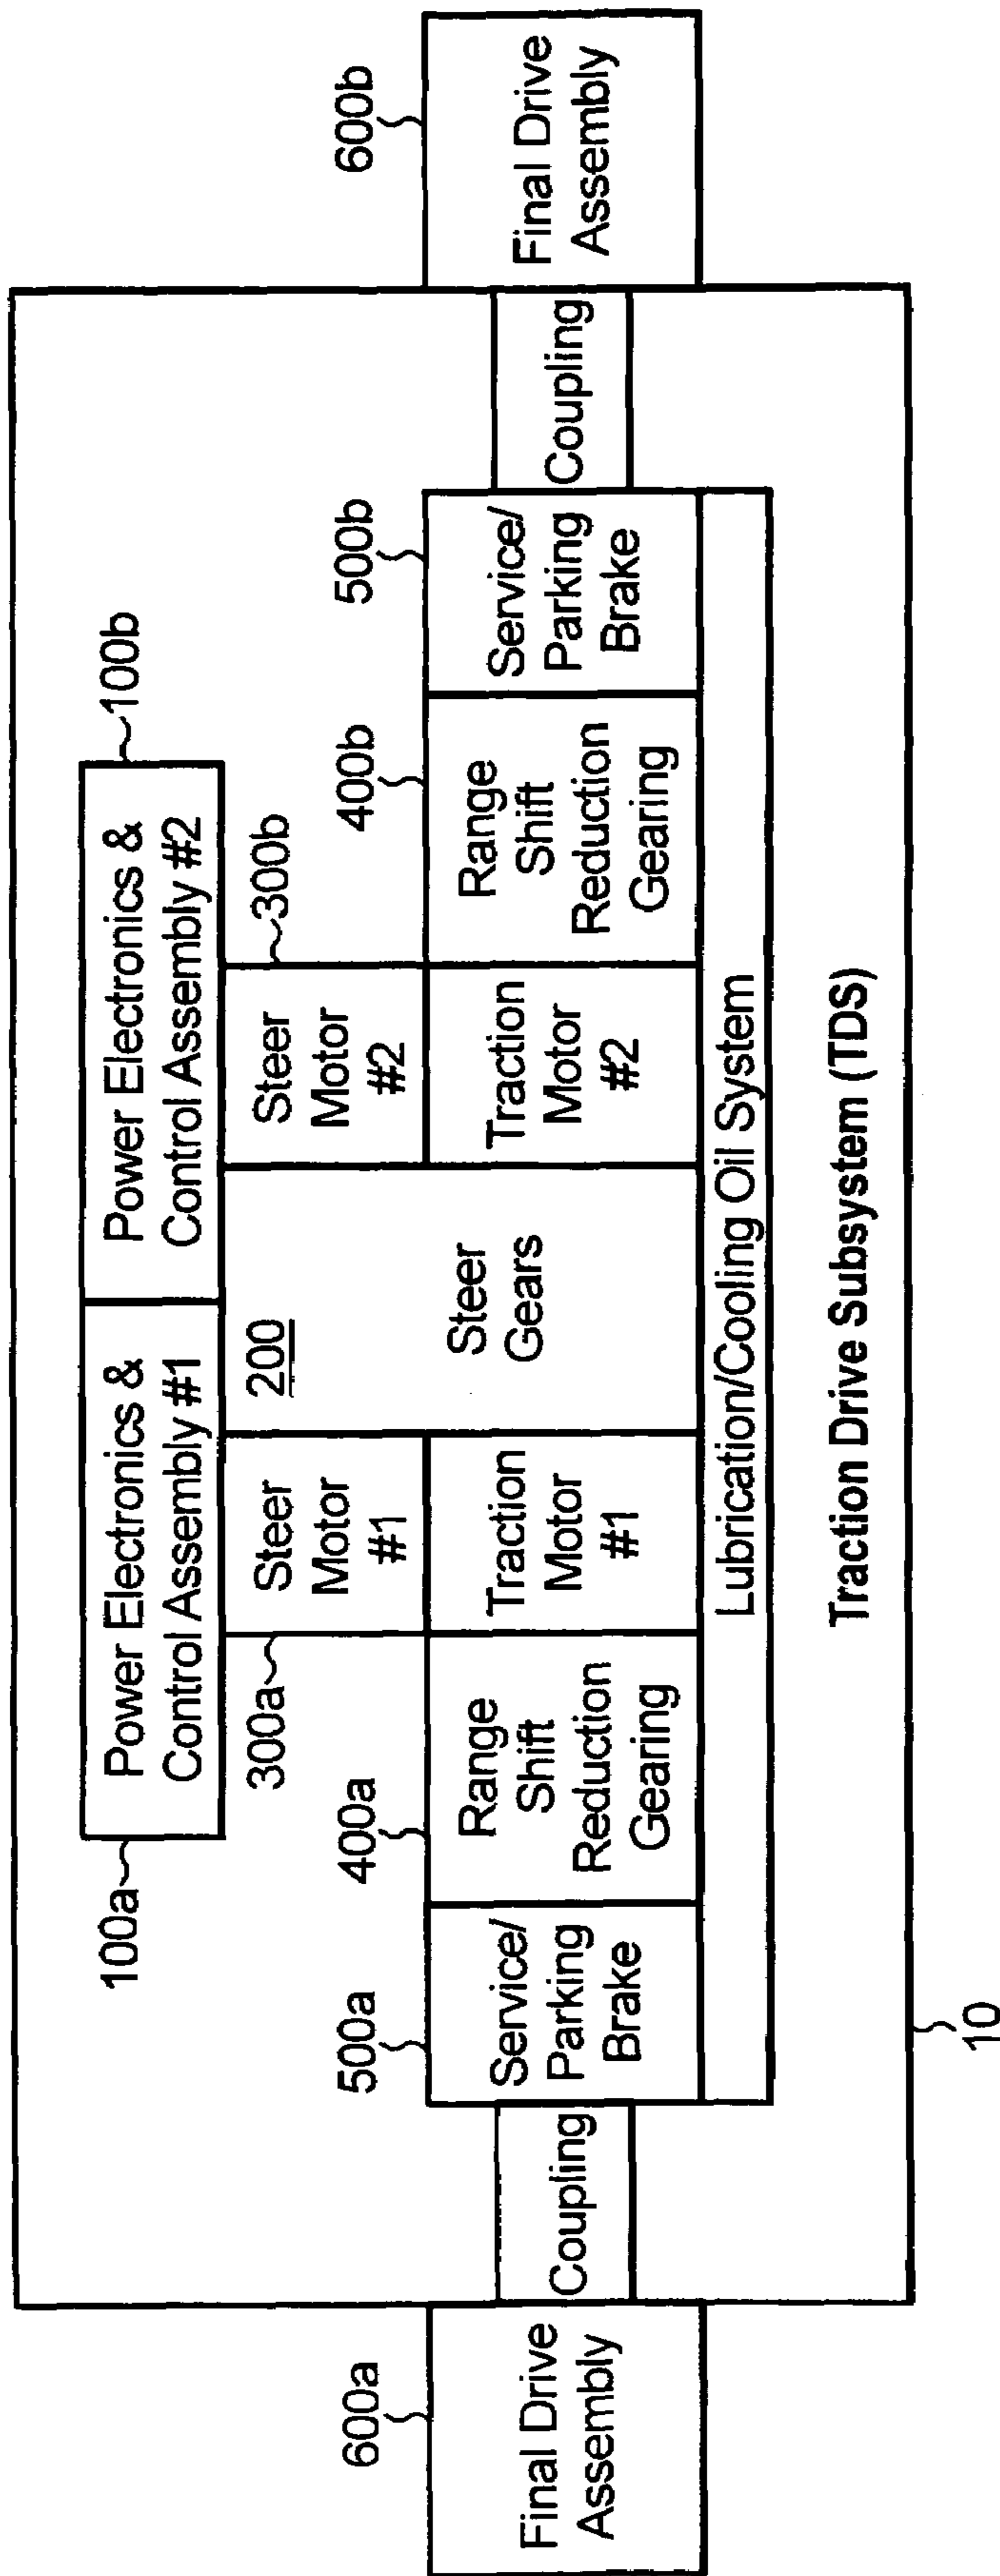 100a
Power Electronics &
Control Assembly #1
Power Electronics &
Control Assembly #2
100b
300a
Steer
Motor
#1
200
Steer
Gears
Steer
Motor
#2
300b
600a
Final Drive
Assembly
Coupling
500a
Service/
Parking
Brake
400a
Range
Shift
Reduction
Gearing
Traction
Motor
#1
Traction
Motor
#2
400b
Range
Shift
Reduction
Gearing
500b
Service/
Parking
Brake
Coupling
600b
Final Drive
Assembly
Lubrication/Cooling Oil System
Traction Drive Subsystem (TDS)
10